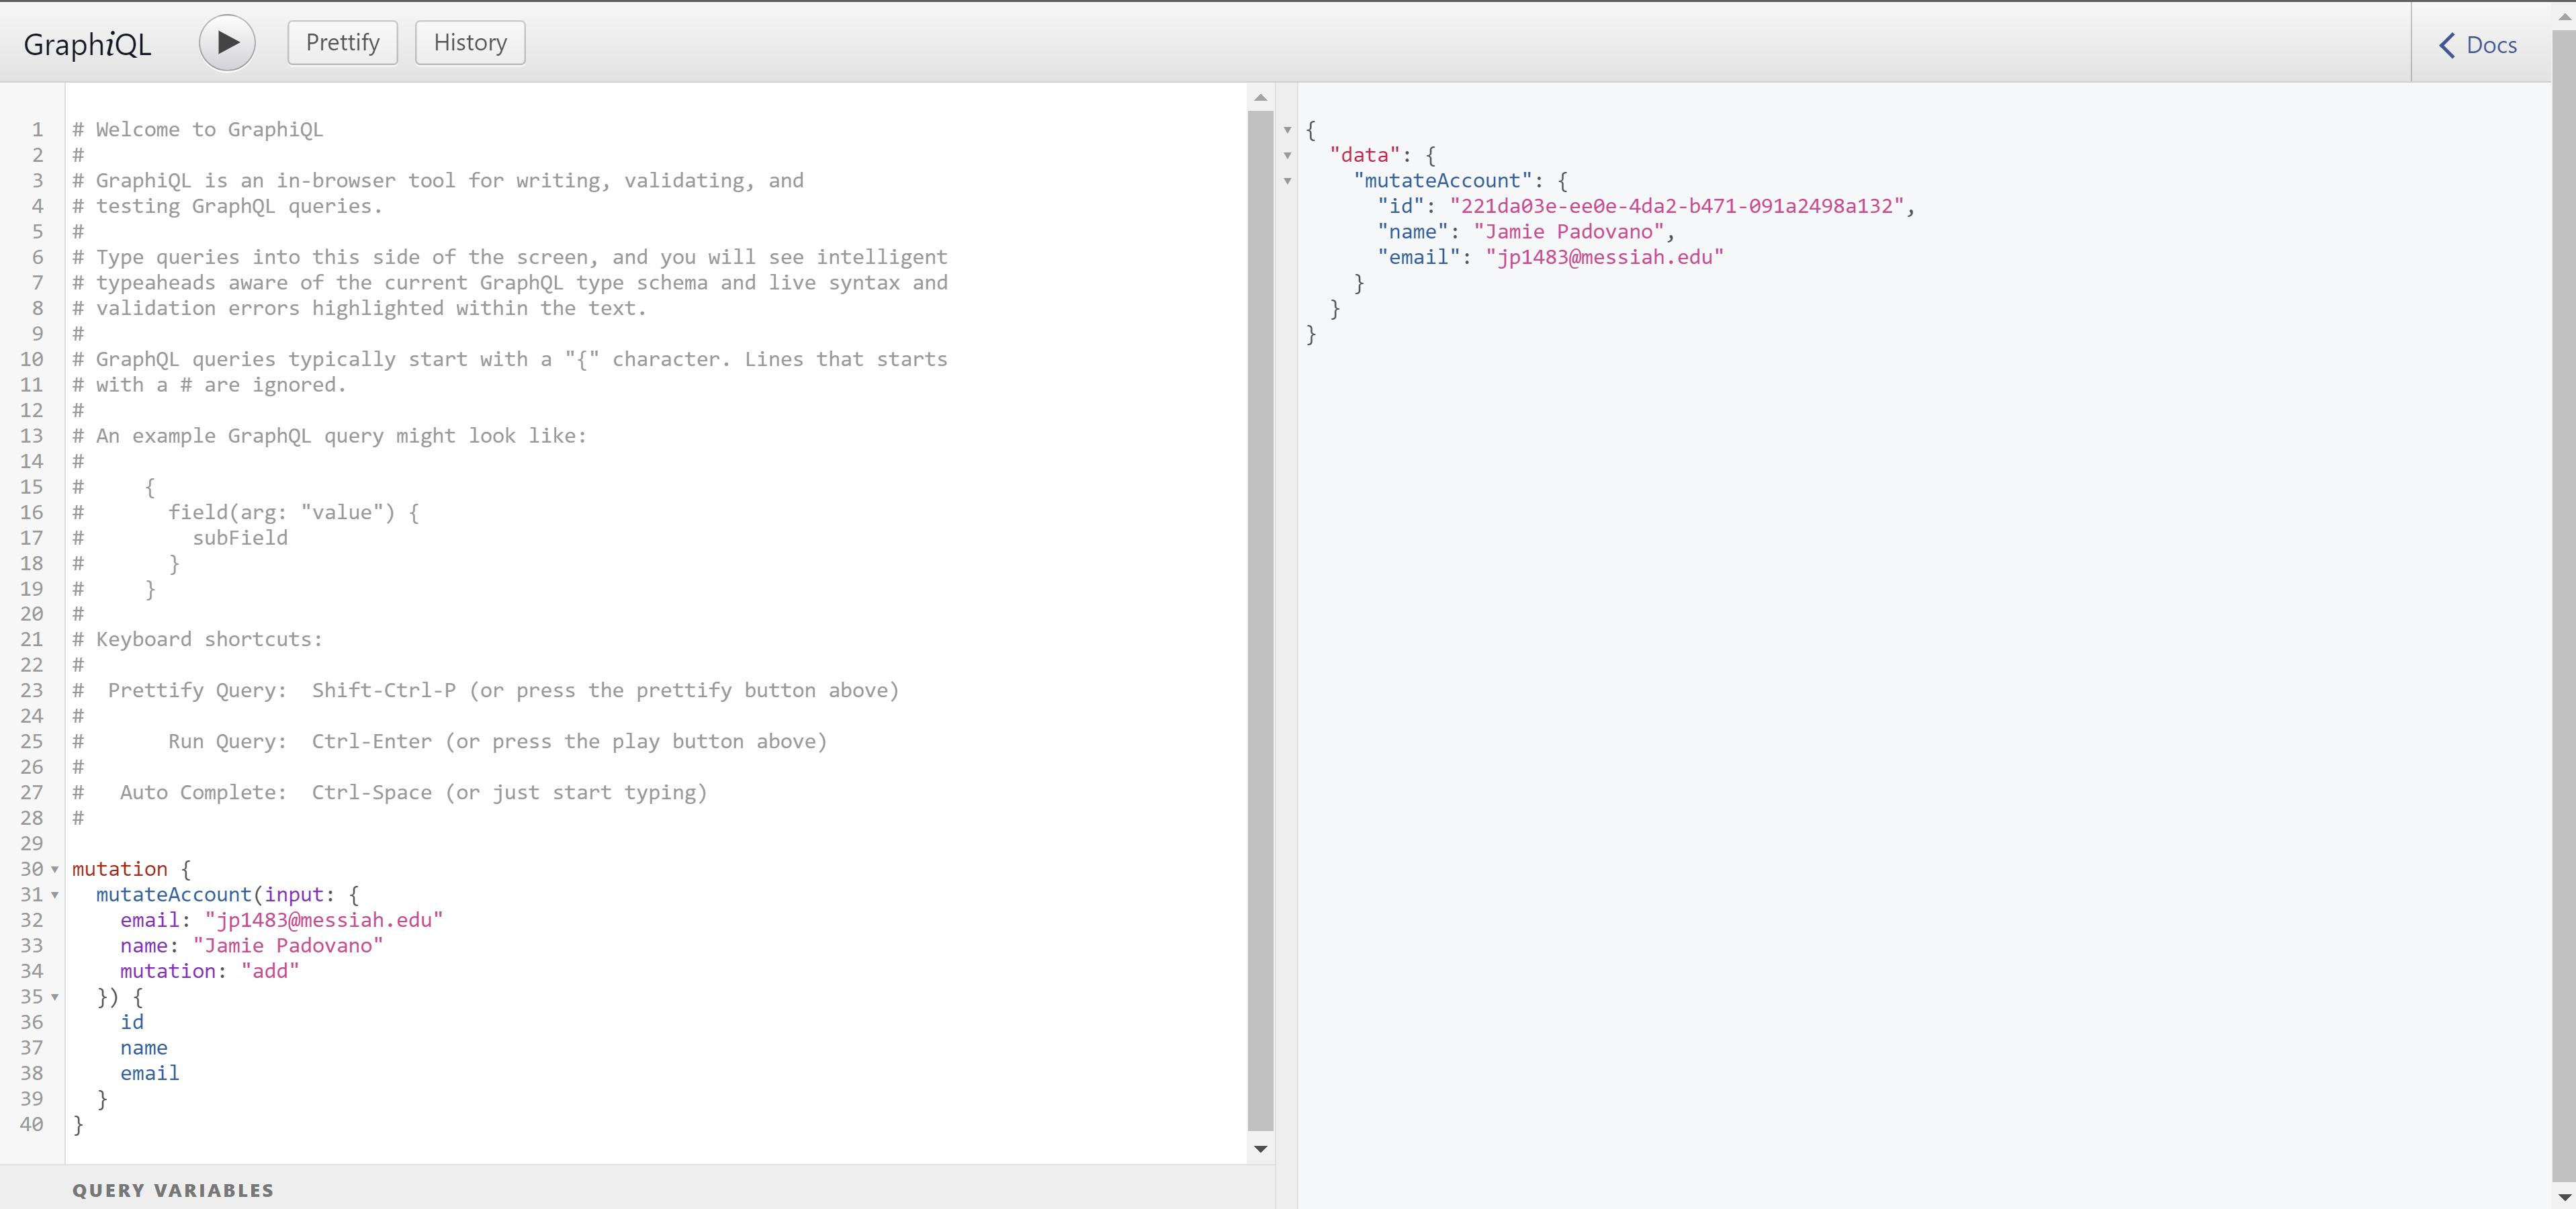 GraphiQL Prettify History Docs
1 # Welcome to GraphiQL
2 #
3 # GraphiQL is an in-browser tool for writing, validating, and
4 # testing GraphQL queries.
5 #
6 # Type queries into this side of the screen, and you will see intelligent
7 # typeaheads aware of the current GraphQL type schema and live syntax and
8 # validation errors highlighted within the text.
9 #
10 # GraphQL queries typically start with a "{" character. Lines that starts
11 # with a # are ignored.
12 #
13 # An example GraphQL query might look like:
14 #
15 #     {
16 #       field(arg: "value") {
17 #         subField
18 #       }
19 #     }
20 #
21 # Keyboard shortcuts:
22 #
23 #  Prettify Query:  Shift-Ctrl-P (or press the prettify button above)
24 #
25 #       Run Query:  Ctrl-Enter (or press the play button above)
26 #
27 #   Auto Complete:  Ctrl-Space (or just start typing)
28 #
29
30 mutation {
31   mutateAccount(input: {
32     email: "jp1483@messiah.edu"
33     name: "Jamie Padovano"
34     mutation: "add"
35   }) {
36     id
37     name
38     email
39   }
40 }
QUERY VARIABLES
{
  "data": {
    "mutateAccount": {
      "id": "221da03e-ee0e-4da2-b471-091a2498a132",
      "name": "Jamie Padovano",
      "email": "jp1483@messiah.edu"
    }
  }
}